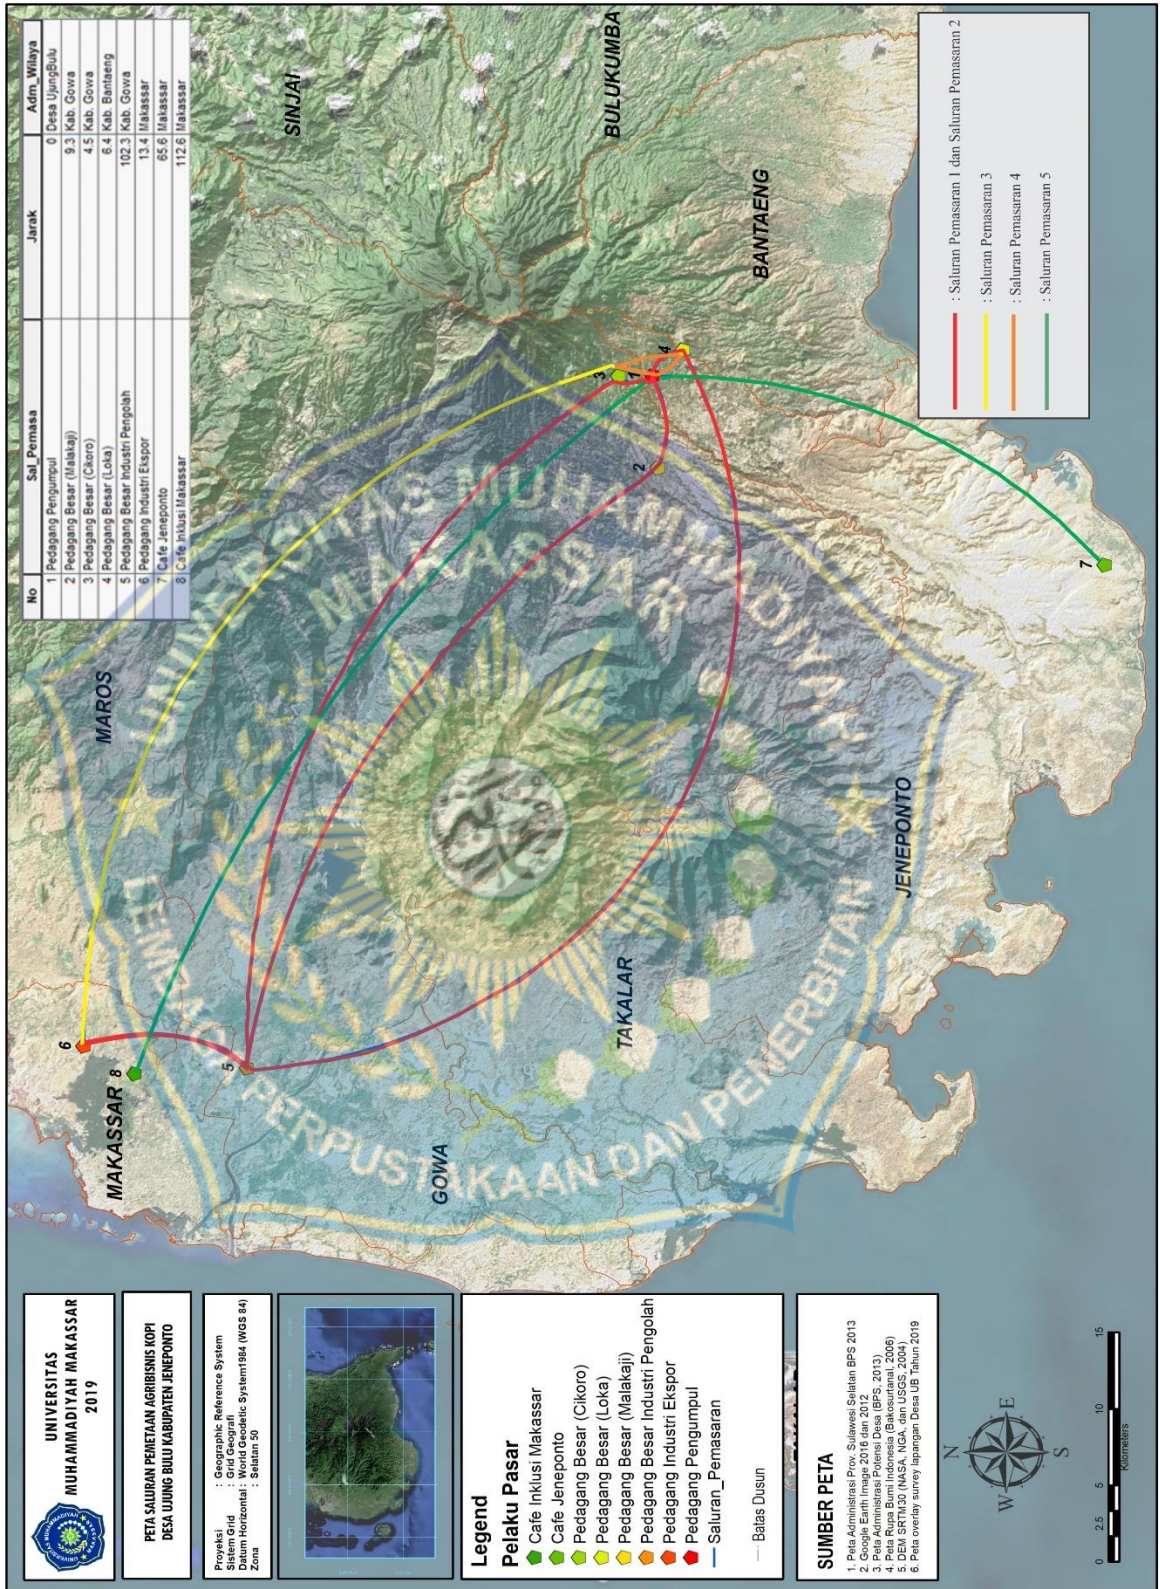 UNIVERSITAS
MUHAMMADIYAH MAKASSAR
2019
PETA SALURAN PEMETAAN AGRIBISNIS KOPI
DESA UJUNG BULU KABUPATEN JENEPONTO
Proyeksi : Geographic Reference System
Sistem Grid : Grid Geografi
Datum Horizontal : World Geodetic System1984 (WGS 84)
Zona : Selatan 50
Legend
Pelaku Pasar
Cafe Inklusi Makassar
Cafe Jeneponto
Pedagang Besar (Cikoro)
Pedagang Besar (Loka)
Pedagang Besar (Malakaji)
Pedagang Besar Industri Pengolah
Pedagang Industri Ekspor
Pedagang Pengumpul
Saluran_Pemasaran
Batas Dusun
SUMBER PETA
1. Peta Administrasi Prov. Sulawesi Selatan BPS 2013
2. Google Earth Image 2016 dan 2012
3. Peta Administrasi Potensi Desa (BPS, 2013)
4. Peta Rupa Bumi Indonesia (Bakosurtanal, 2006)
5. DEM SRTM30 (NASA, NGA, dan USGS, 2004)
6. Peta overlay survey lapangan Desa UB Tahun 2019
N
W E
S
0 2.5 5 10 15
Kilometers
No Sal_Pemasa Jarak Adm_Wilaya
1 Pedagang Pengumpul 0 Desa UjungBulu
2 Pedagang Besar (Malakaji) 9.3 Kab. Gowa
3 Pedagang Besar (Cikoro) 4.5 Kab. Gowa
4 Pedagang Besar (Loka) 6.4 Kab. Bantaeng
5 Pedagang Besar Industri Pengolah 102.3 Kab. Gowa
6 Pedagang Industri Ekspor 13.4 Makassar
7 Cafe Jeneponto 65.6 Makassar
8 Cafe Inklusi Makassar 112.6 Makassar
MAROS
SINJAI
BULUKUMBA
BANTAENG
MAKASSAR
GOWA
TAKALAR
JENEPONTO
6
8
5
3
1
4
2
7
UNIVERSITAS MUHAMMADIYAH
MAKASSAR
LEMBAGA PERPUSTAKAAN DAN PENERBITAN
: Saluran Pemasaran 1 dan Saluran Pemasaran 2
: Saluran Pemasaran 3
: Saluran Pemasaran 4
: Saluran Pemasaran 5